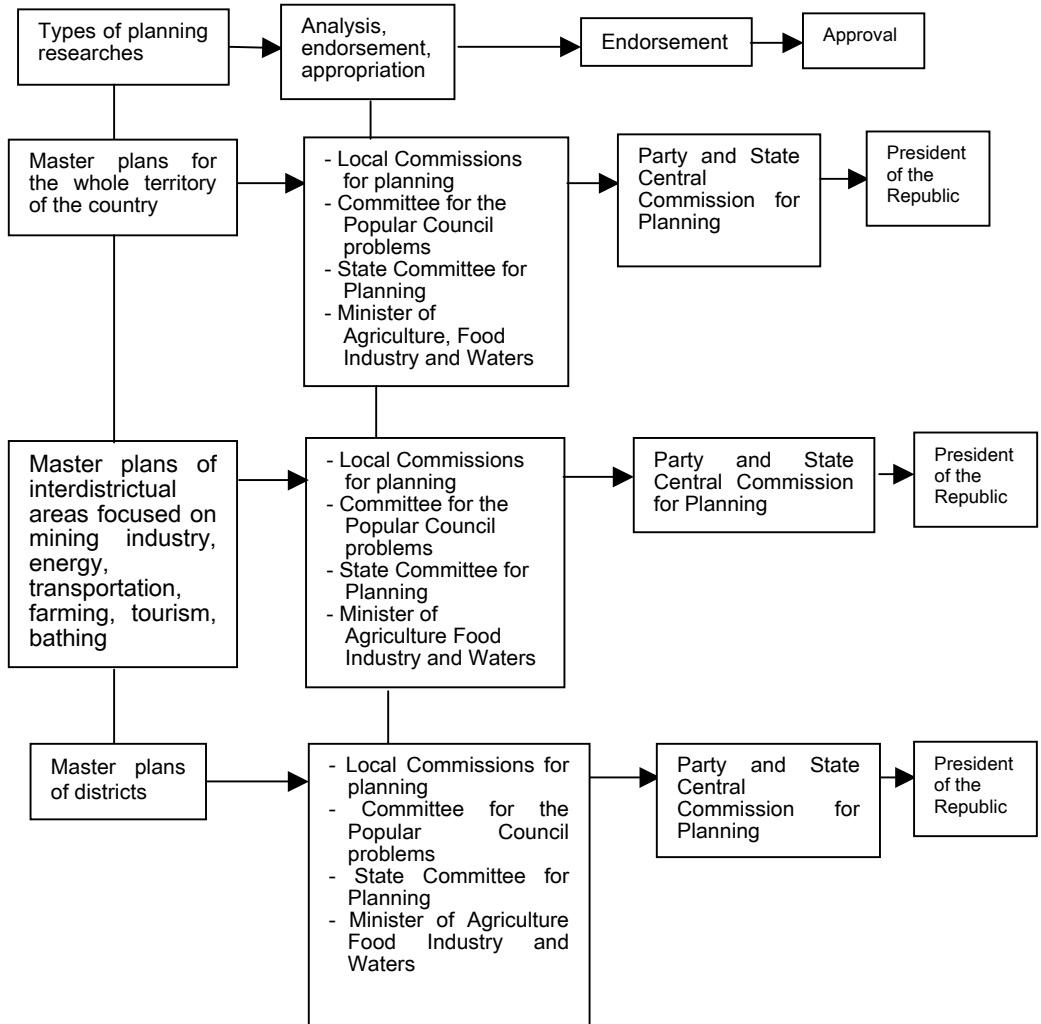 Types of planning
researches
Analysis,
endorsement,
appropriation
Endorsement
Approval
Master plans for
the whole territory
of the country
- Local Commissions
for planning
- Committee for the
Popular Council
problems
- State Committee for
Planning
- Minister of
Agriculture, Food
Industry and Waters
Party and State
Central
Commission for
Planning
President
of the
Republic
Master plans of
interdistrictual
areas focused on
mining industry,
energy,
transportation,
farming, tourism,
bathing
- Local Commissions
for planning
- Committee for the
Popular Council
problems
- State Committee for
Planning
- Minister of
Agriculture Food
Industry and Waters
Party and State
Central Commission
for Planning
President
of the
Republic
Master plans
of districts
- Local Commissions for
planning
- Committee for the
Popular Council
problems
- State Committee for
Planning
- Minister of Agriculture
Food Industry and
Waters
Party and State
Central
Commission for
Planning
President
of the
Republic